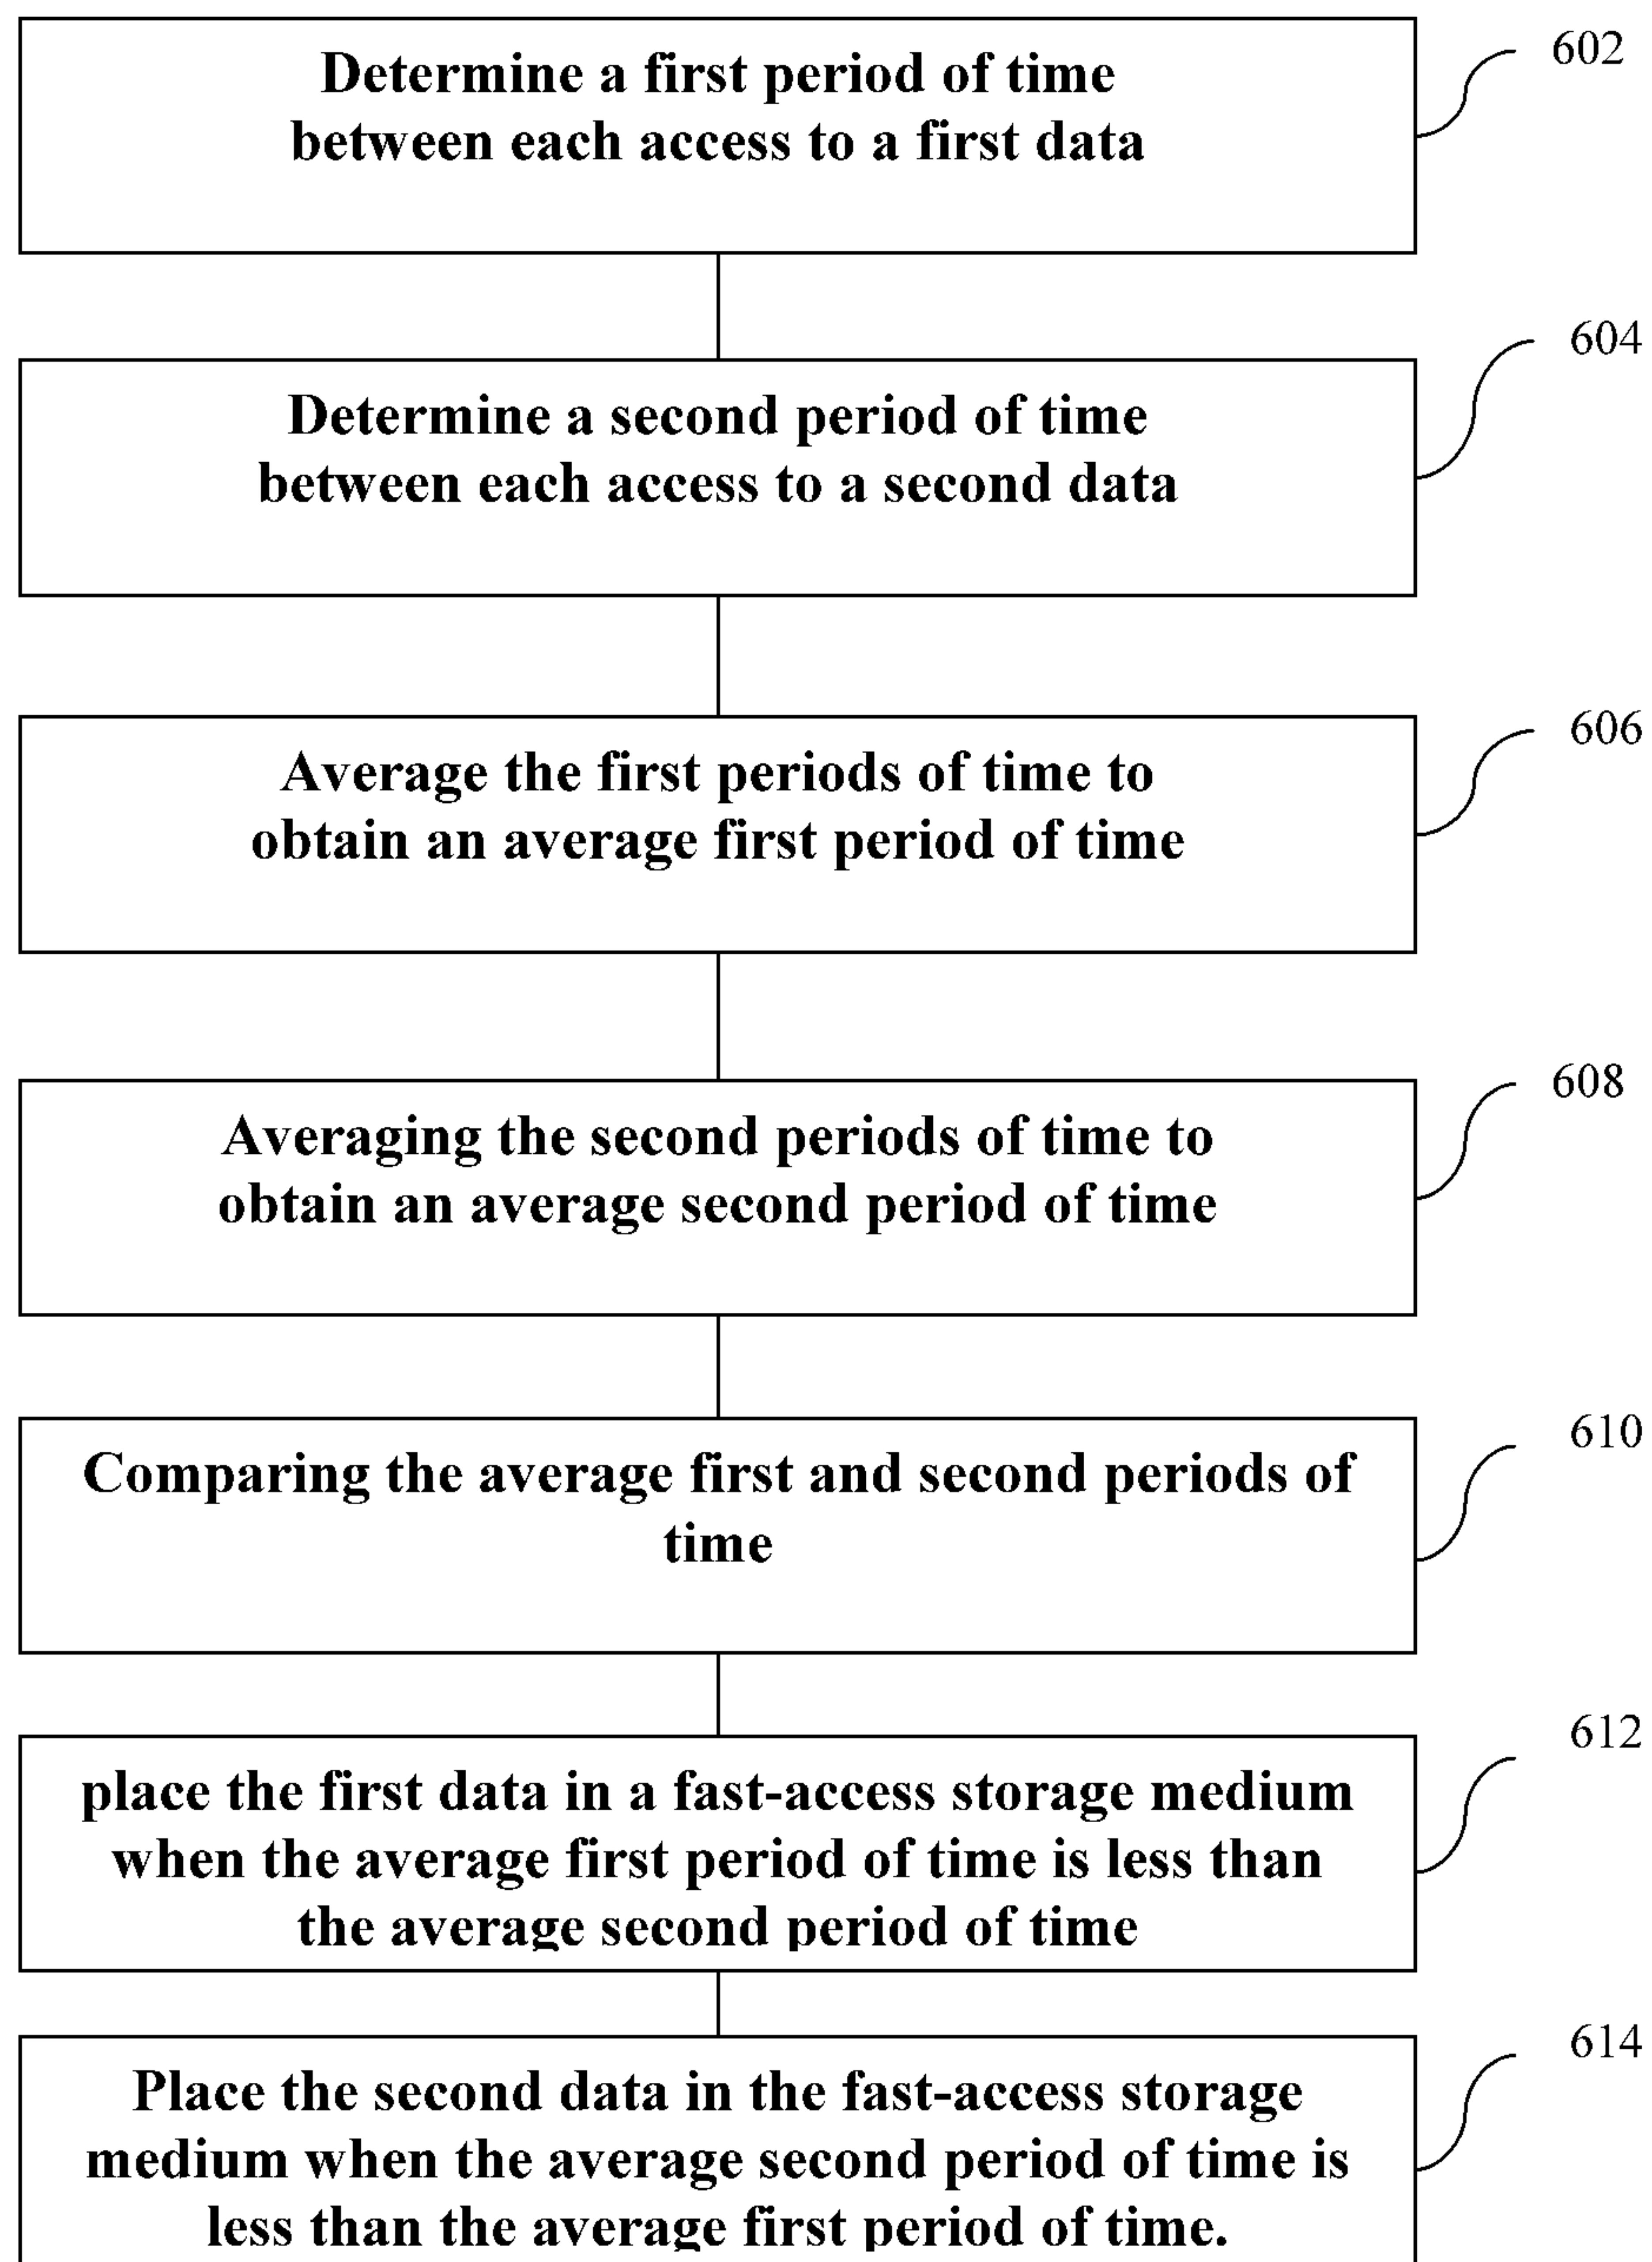 Determine a first period of time
between each access to a first data
602
Determine a second period of time
between each access to a second data
604
Average the first periods of time to
obtain an average first period of time
606
Averaging the second periods of time to
obtain an average second period of time
608
Comparing the average first and second periods of
time
610
place the first data in a fast-access storage medium
when the average first period of time is less than
the average second period of time
612
Place the second data in the fast-access storage
medium when the average second period of time is
less than the average first period of time.
614